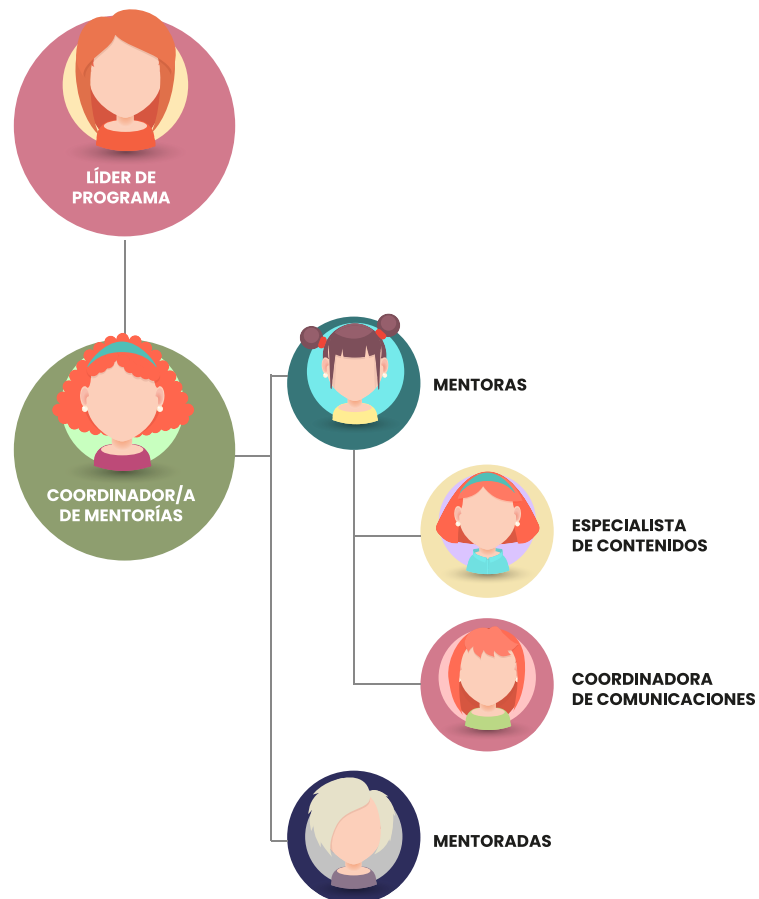 LÍDER DE
PROGRAMA
COORDINADOR/A
DE MENTORÍAS
MENTORAS
ESPECIALISTA
DE CONTENIDOS
COORDINADORA
DE COMUNICACIONES
MENTORADAS